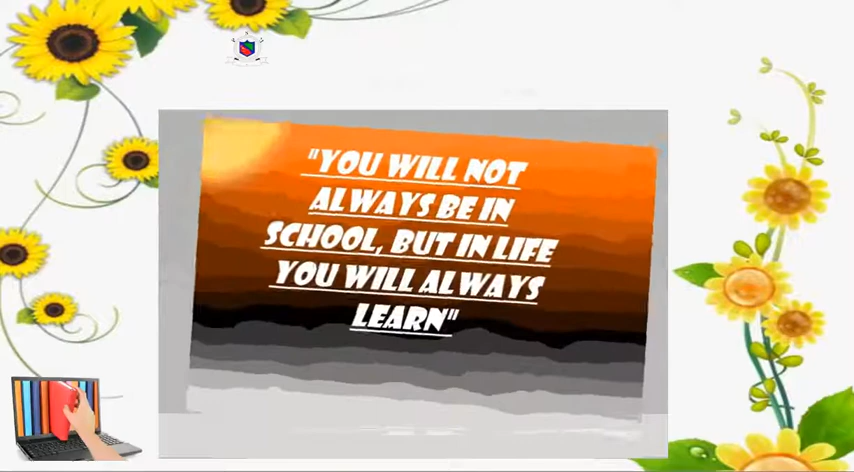 "YOU WILL NOT
ALWAYS BE IN
SCHOOL, BUT IN LIFE
YOU WILL ALWAYS
LEARN"